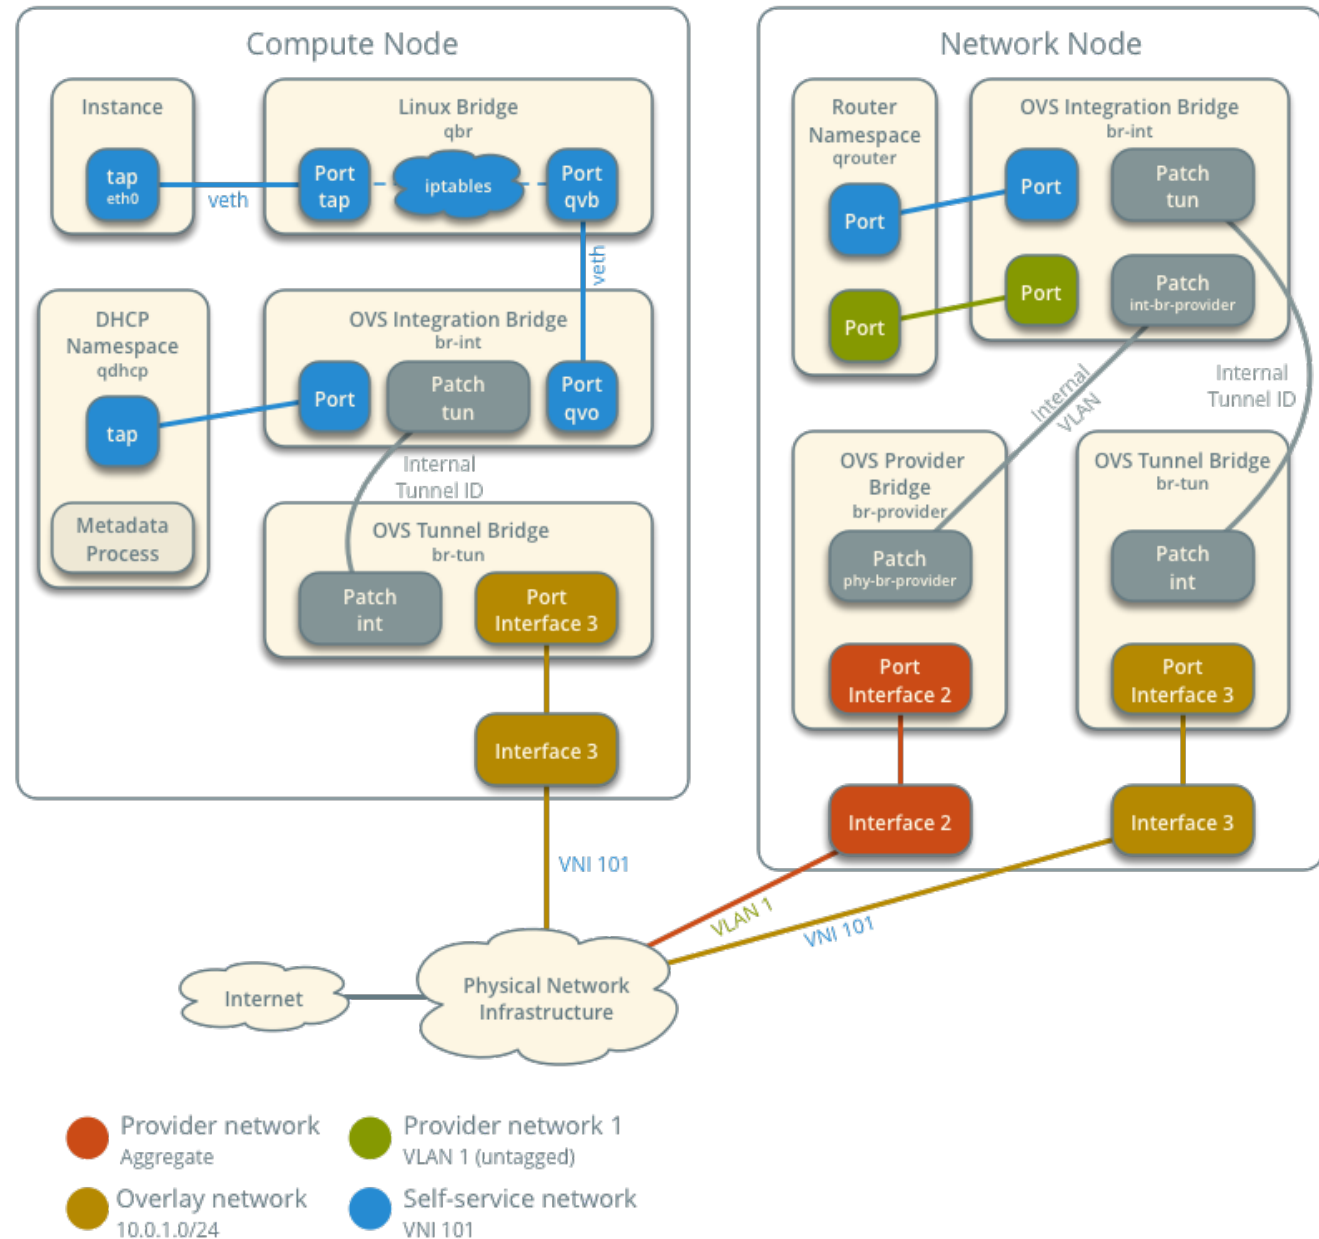 Compute Node
Instance
tap
eth0
veth
Linux Bridge
qbr
Port
tap
iptables
Port
qvb
veth
DHCP
Namespace
qdhcp
tap
Metadata
Process
OVS Integration Bridge
br-int
Port
Patch
tun
Port
qvo
Internal
Tunnel ID
OVS Tunnel Bridge
br-tun
Patch
int
Port
Interface 3
Interface 3
VNI 101
Network Node
Router
Namespace
qrouter
Port
Port
OVS Integration Bridge
br-int
Port
Patch
tun
Port
Patch
int-br-provider
Internal
VLAN
Internal
Tunnel ID
OVS Provider
Bridge
br-provider
Patch
phy-br-provider
Port
Interface 2
Interface 2
OVS Tunnel Bridge
br-tun
Patch
int
Port
Interface 3
Interface 3
VLAN 1
VNI 101
Internet
Physical Network
Infrastructure
Provider network
Aggregate
Provider network 1
VLAN 1 (untagged)
Overlay network
10.0.1.0/24
Self-service network
VNI 101